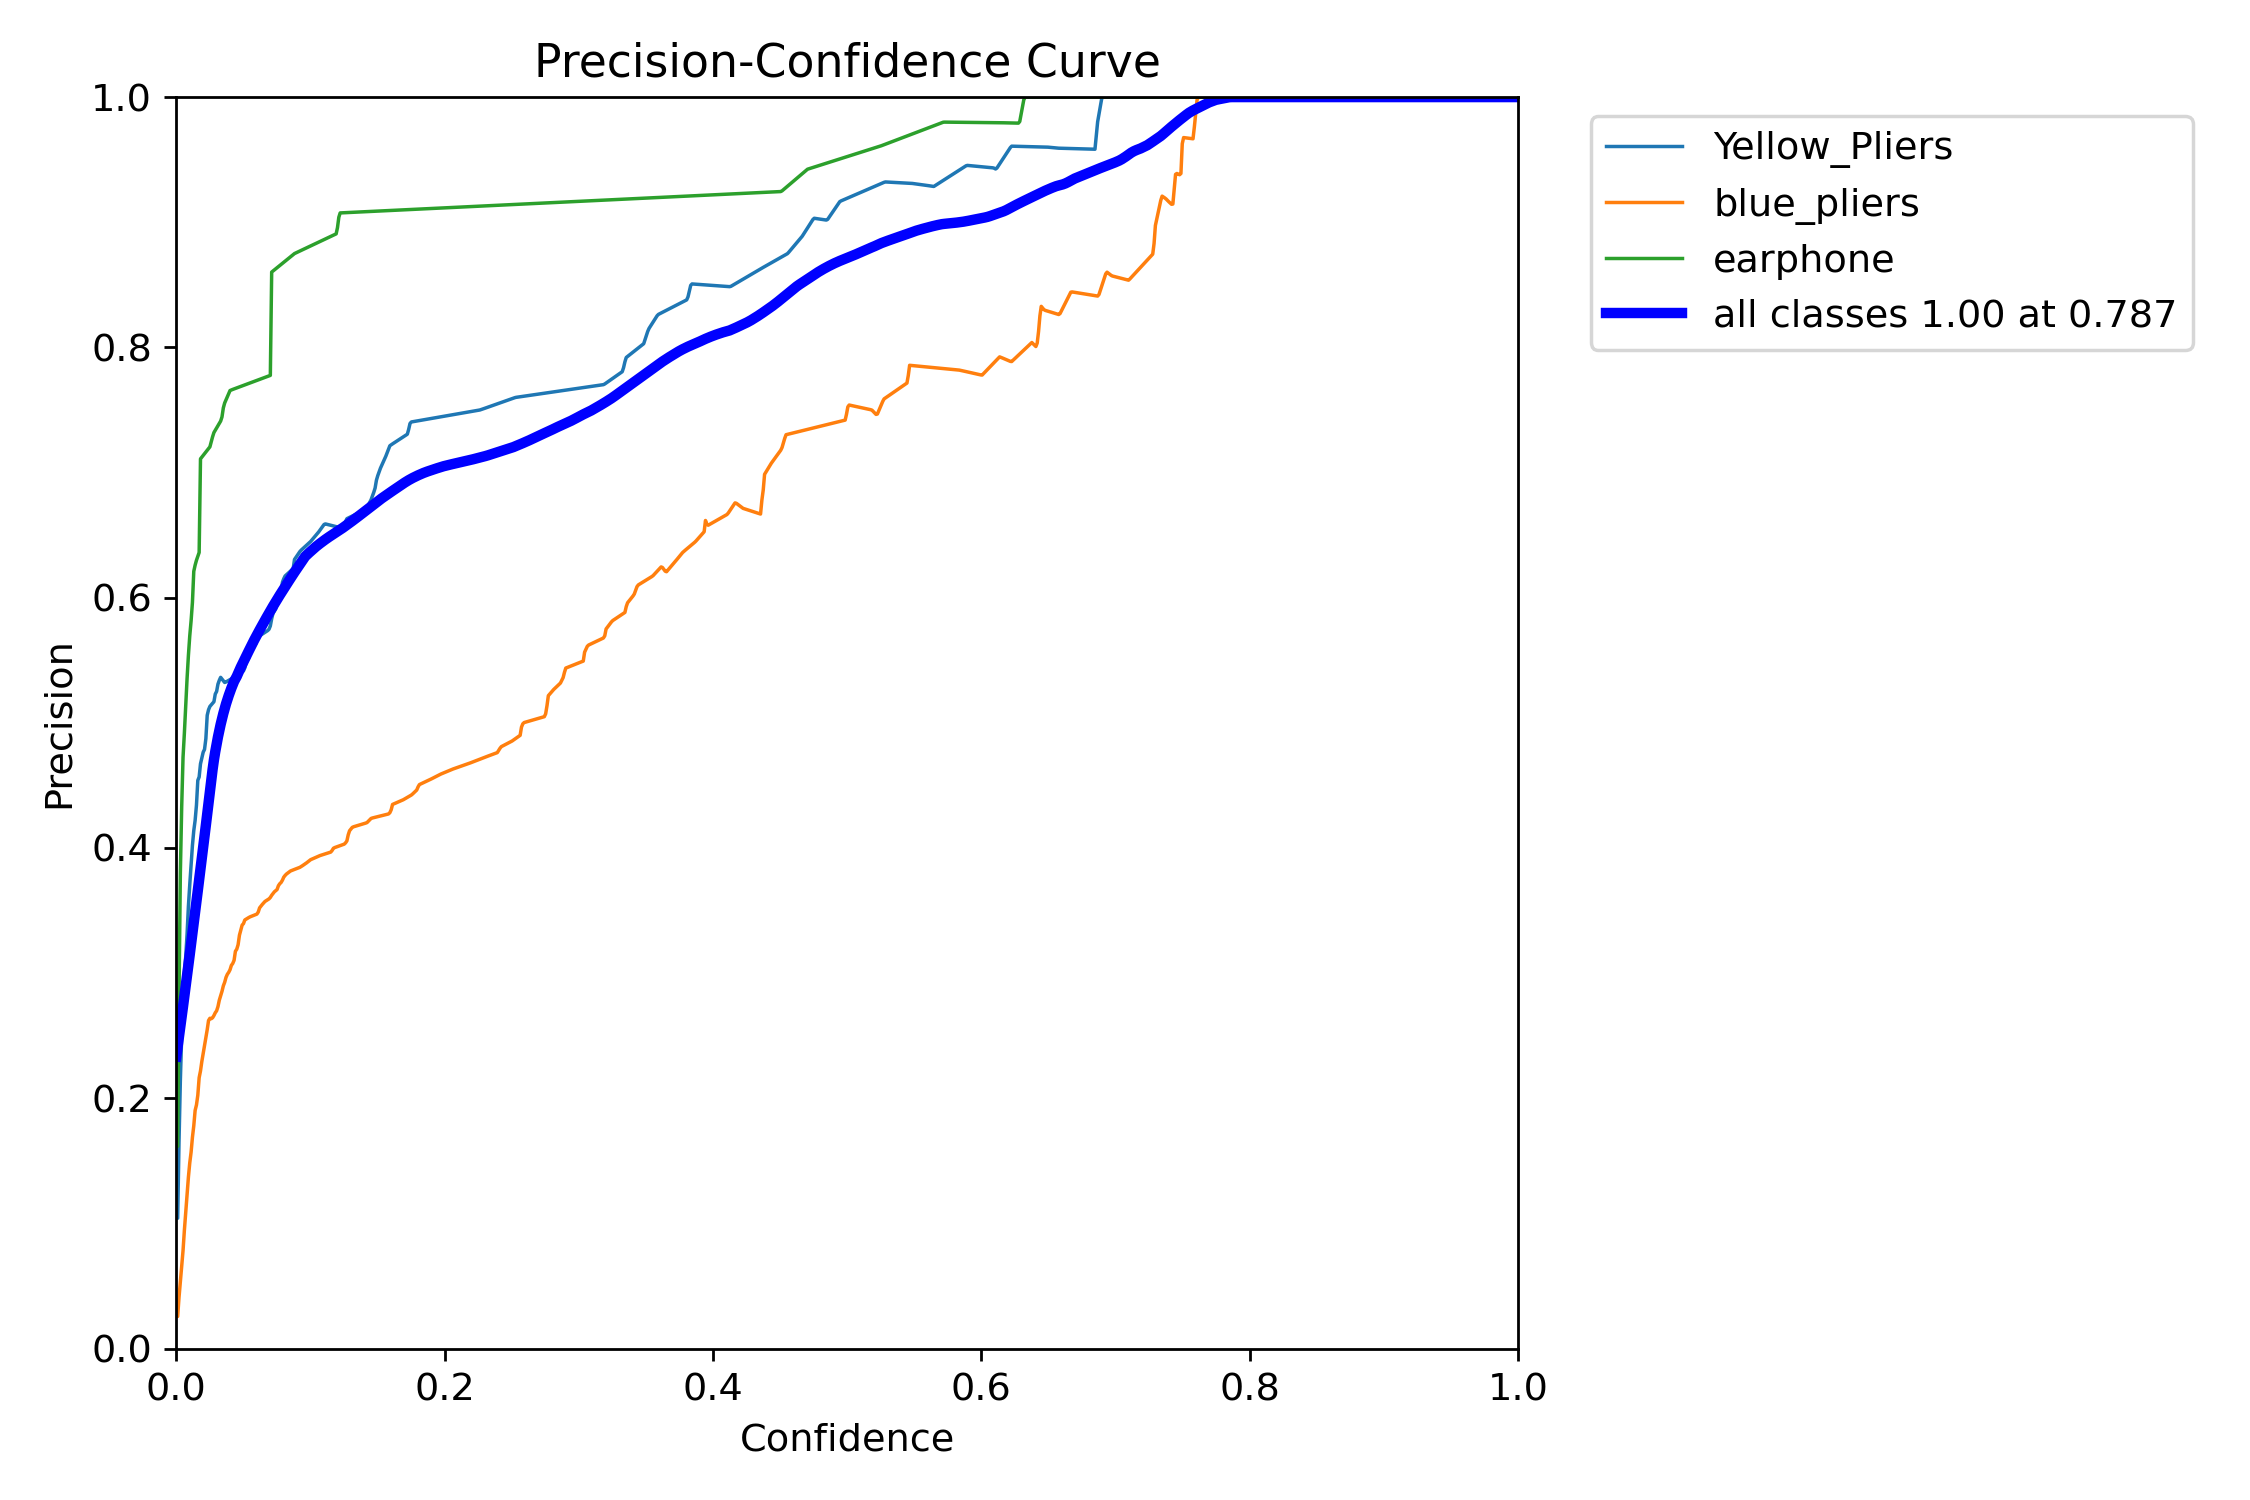 Precision-Confidence Curve
1.0
0.8
0.6
0.4
0.2
0.0
Precision
0.0 0.2 0.4 0.6 0.8 1.0
Confidence
Yellow_Pliers
blue_pliers
earphone
all classes 1.00 at 0.787